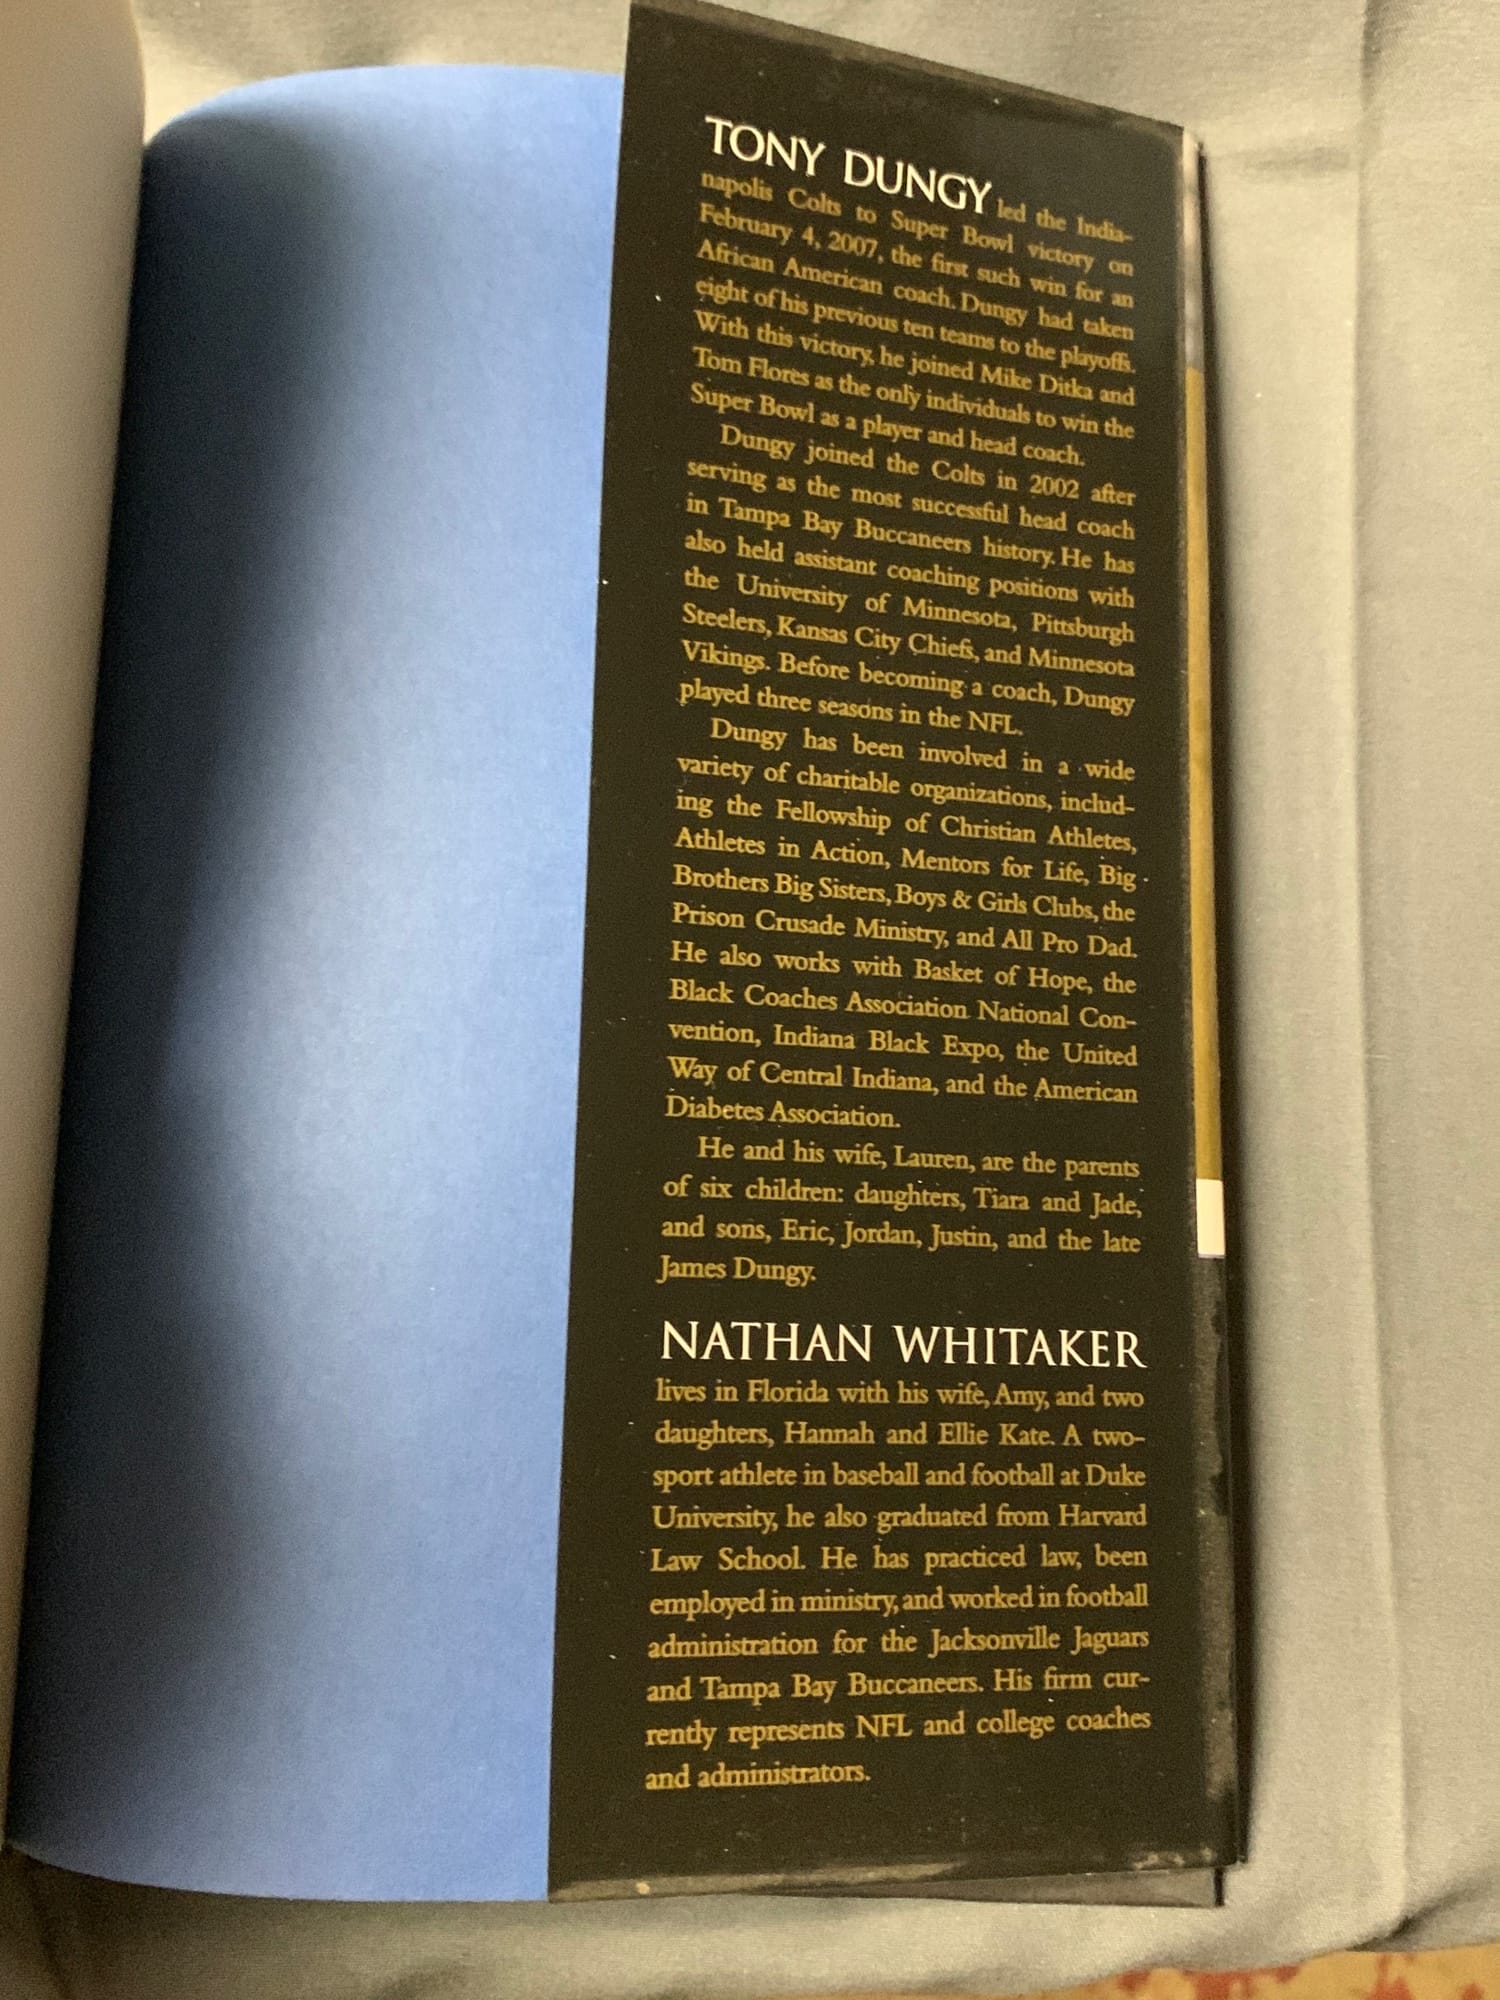 TONY DUNGY led the India-
napolis Colts to Super Bowl victory on
February 4, 2007, the first such win for an
African American coach. Dungy had taken
eight of his previous ten teams to the playoffs.
With this victory, he joined Mike Ditka and
Tom Flores as the only individuals to win the
Super Bowl as a player and head coach.
Dungy joined the Colts in 2002 after
serving as the most successful head coach
in Tampa Bay Buccaneers history. He has
also held assistant coaching positions with
the University of Minnesota, Pittsburgh
Steelers, Kansas City Chiefs, and Minnesota
Vikings. Before becoming a coach, Dungy
played three seasons in the NFL.
Dungy has been involved in a wide
variety of charitable organizations, includ-
ing the Fellowship of Christian Athletes,
Athletes in Action, Mentors for Life, Big
Brothers Big Sisters, Boys & Girls Clubs, the
Prison Crusade Ministry, and All Pro Dad.
He also works with Basket of Hope, the
Black Coaches Association National Con-
vention, Indiana Black Expo, the United
Way of Central Indiana, and the American
Diabetes Association.
He and his wife, Lauren, are the parents
of six children: daughters, Tiara and Jade,
and sons, Eric, Jordan, Justin, and the late
James Dungy.
NATHAN WHITAKER
lives in Florida with his wife, Amy, and two
daughters, Hannah and Ellie Kate. A two-
sport athlete in baseball and football at Duke
University, he also graduated from Harvard
Law School. He has practiced law, been
employed in ministry, and worked in football
administration for the Jacksonville Jaguars
and Tampa Bay Buccaneers. His firm cur-
rently represents NFL and college coaches
and administrators.